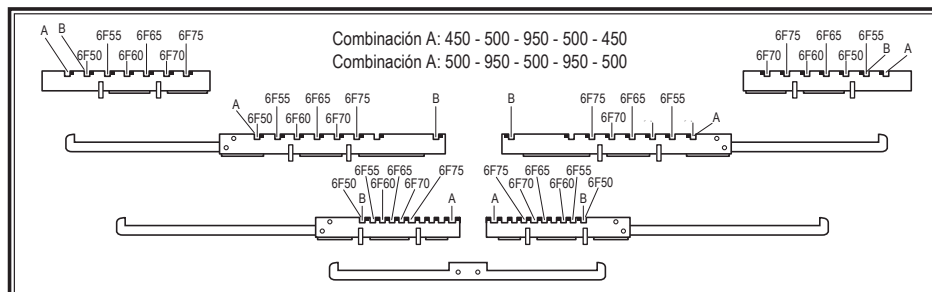 Combinación A: 450 - 500 - 950 - 500 - 450
Combinación A: 500 - 950 - 500 - 950 - 500
A B 6F50 6F55 6F60 6F65 6F70 6F75
6F70 6F75 6F60 6F65 6F50 6F55 B A
A 6F50 6F55 6F60 6F65 6F70 6F75 B
B 6F75 6F70 6F65 6F55 A
6F50 B 6F55 6F60 6F65 6F70 6F75 A
6F75 A 6F70 6F65 6F60 6F55 B 6F50